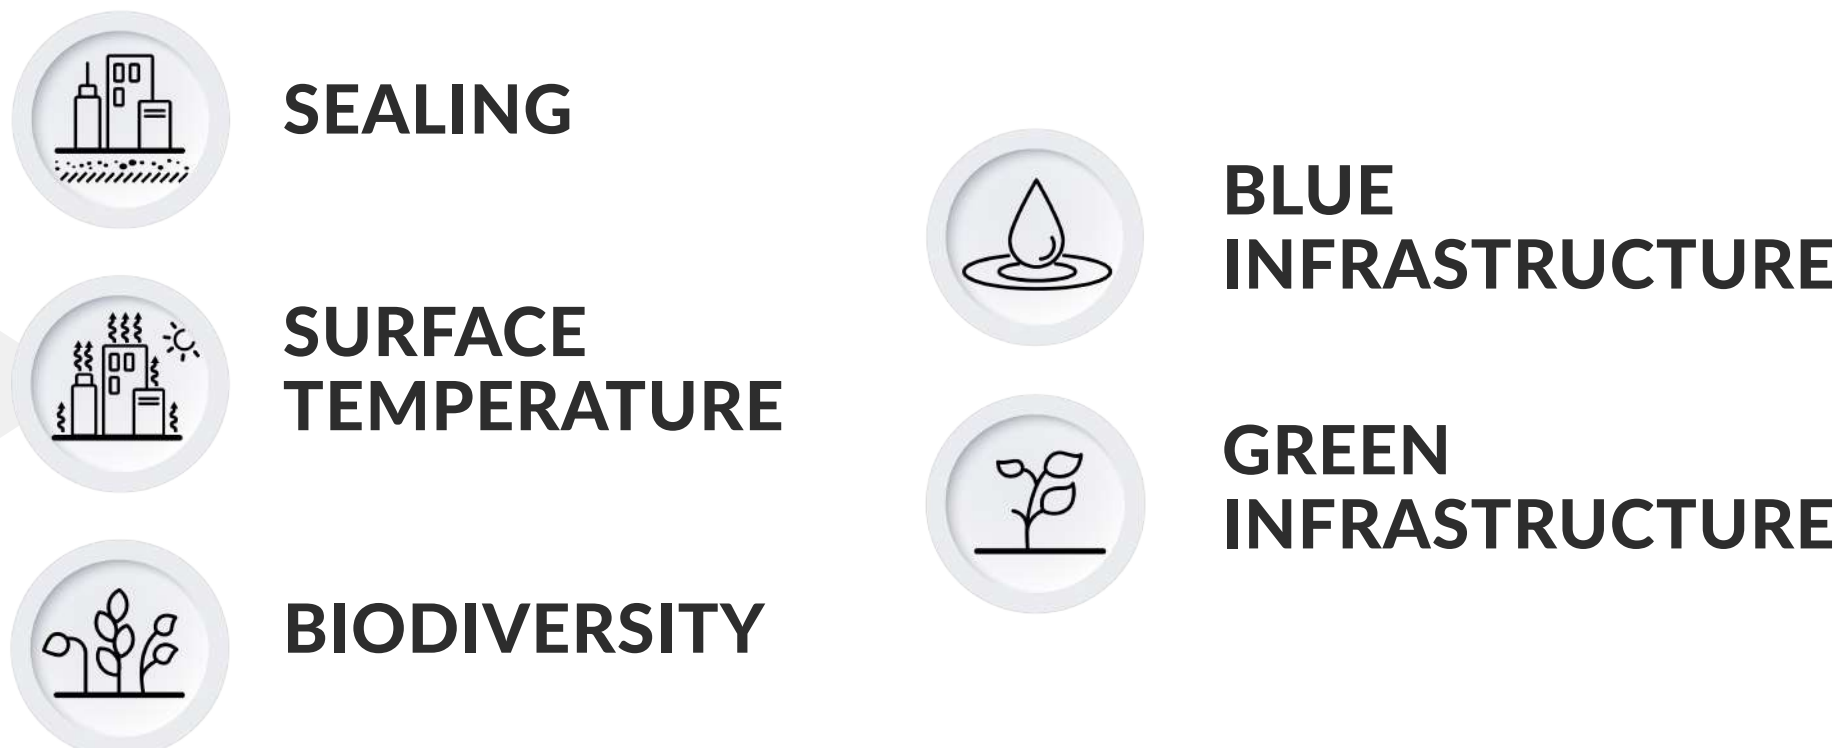 SEALING
SURFACE
TEMPERATURE
BIODIVERSITY
BLUE
INFRASTRUCTURE
GREEN
INFRASTRUCTURE